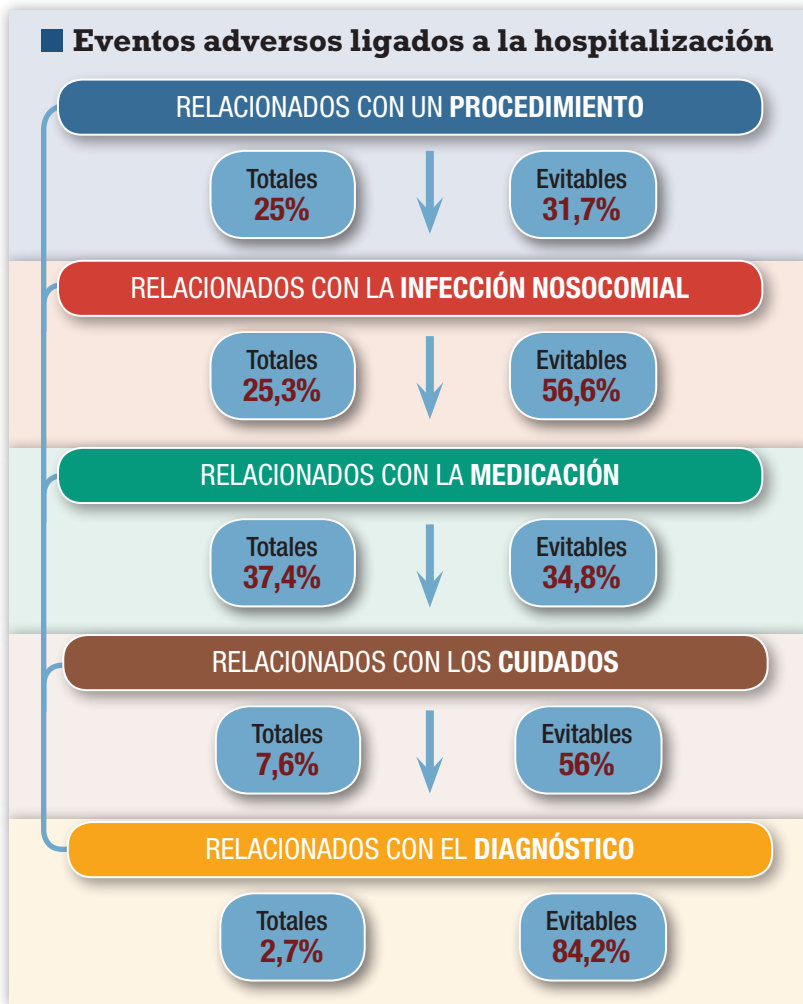 Eventos adversos ligados a la hospitalización
RELACIONADOS CON UN PROCEDIMIENTO
Totales
25%
Evitables
31,7%
RELACIONADOS CON LA INFECCIÓN NOSOCOMIAL
Totales
25,3%
Evitables
56,6%
RELACIONADOS CON LA MEDICACIÓN
Totales
37,4%
Evitables
34,8%
RELACIONADOS CON LOS CUIDADOS
Totales
7,6%
Evitables
56%
RELACIONADOS CON EL DIAGNÓSTICO
Totales
2,7%
Evitables
84,2%